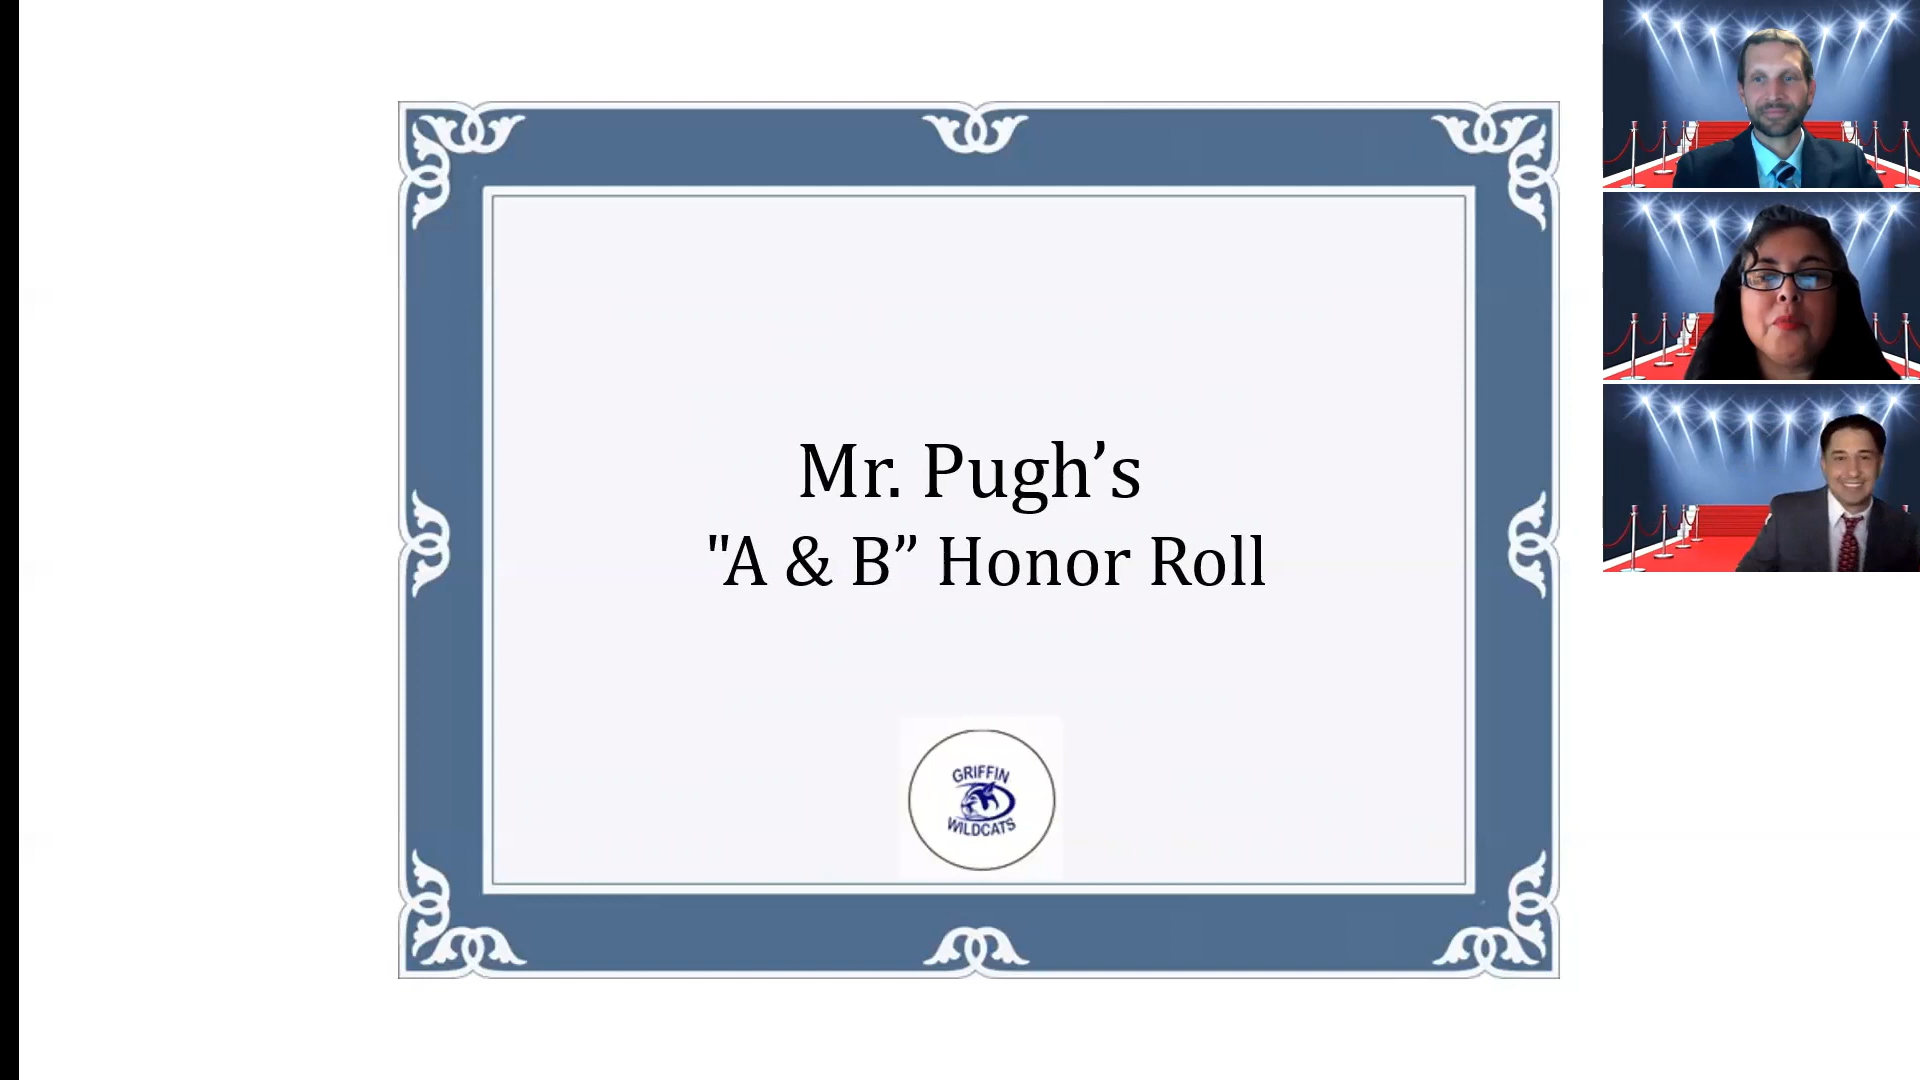 Mr. Pugh’s
"A & B” Honor Roll
GRIFFIN
WILDCATS